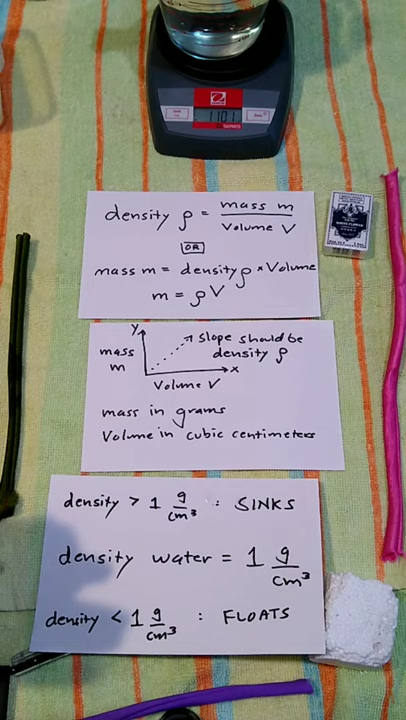 1101
density ρ = mass m / Volume V
OR
mass m = density ρ × Volume
m = ρ V
y
mass m
slope should be density ρ
x
Volume V
mass in grams
Volume in cubic centimeters
density > 1 g/cm³ : SINKS
density water = 1 g/cm³
density < 1 g/cm³ : FLOATS